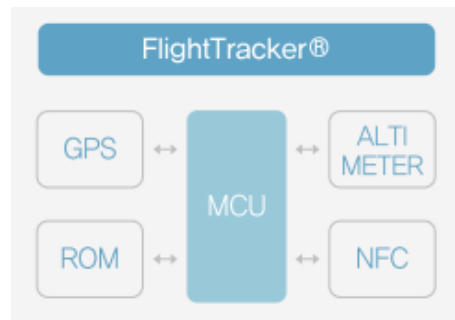 FlightTracker®
GPS
ALTI
METER
MCU
ROM
NFC